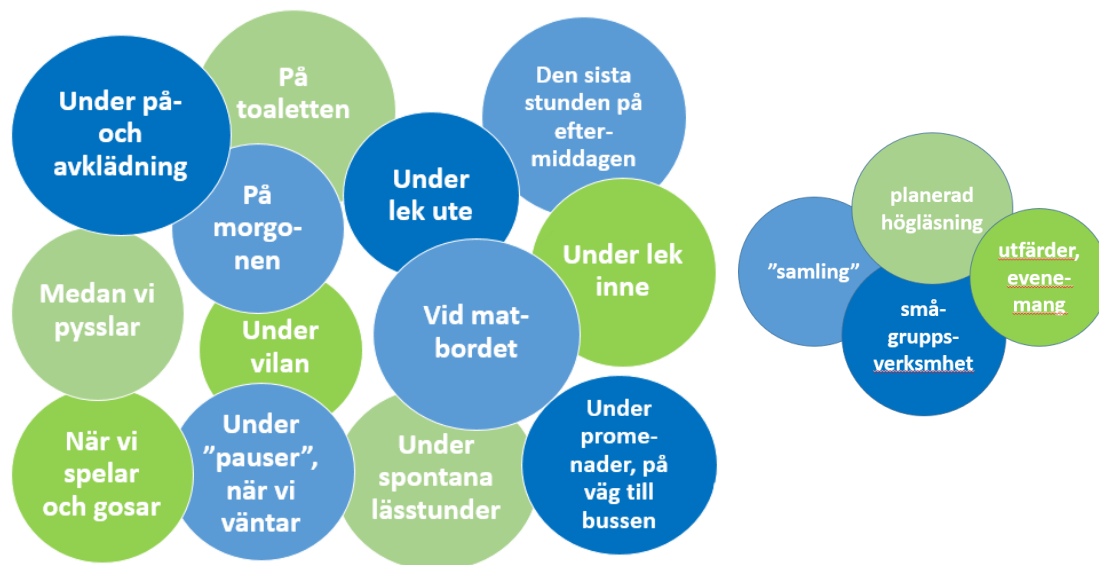 Under på-
och
avklädning
På
toaletten
Den sista
stunden på
efter-
middagen
På
morgo-
nen
Under
lek ute
Under lek
inne
Medan vi
pysslar
Under
vilan
Vid mat-
bordet
När vi
spelar
och gosar
Under
”pauser”,
när vi
väntar
Under
spontana
lässtunder
Under
prome-
nader, på
väg till
bussen
planerad
högläsning
”samling”
utfärder,
evene-
mang
små-
grupps-
verksmhet